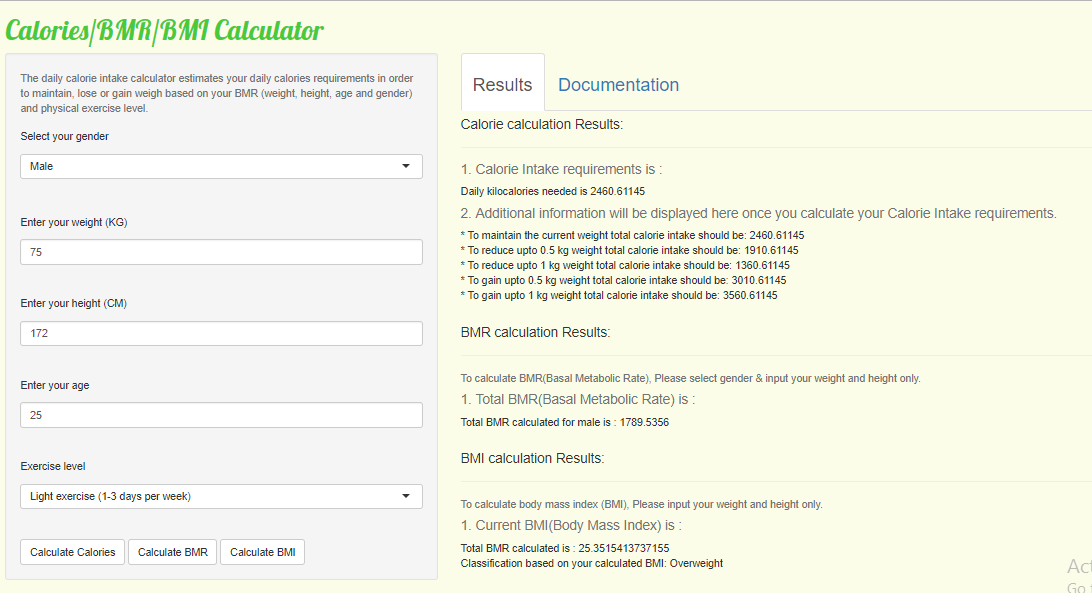 Calories/BMR/BMI Calculator
The daily calorie intake calculator estimates your daily calories requirements in order
to maintain, lose or gain weigh based on your BMR (weight, height, age and gender)
and physical exercise level.
Select your gender
Male
Enter your weight (KG)
75
Enter your height (CM)
172
Enter your age
25
Exercise level
Light exercise (1-3 days per week)
Calculate Calories Calculate BMR Calculate BMI
Results Documentation
Calorie calculation Results:
1. Calorie Intake requirements is :
Daily kilocalories needed is 2460.61145
2. Additional information will be displayed here once you calculate your Calorie Intake requirements.
* To maintain the current weight total calorie intake should be: 2460.61145
* To reduce upto 0.5 kg weight total calorie intake should be: 1910.61145
* To reduce upto 1 kg weight total calorie intake should be: 1360.61145
* To gain upto 0.5 kg weight total calorie intake should be: 3010.61145
* To gain upto 1 kg weight total calorie intake should be: 3560.61145
BMR calculation Results:
To calculate BMR(Basal Metabolic Rate), Please select gender & input your weight and height only.
1. Total BMR(Basal Metabolic Rate) is :
Total BMR calculated for male is : 1789.5356
BMI calculation Results:
To calculate body mass index (BMI), Please input your weight and height only.
1. Current BMI(Body Mass Index) is :
Total BMR calculated is : 25.3515413737155
Classification based on your calculated BMI: Overweight
Act
Go